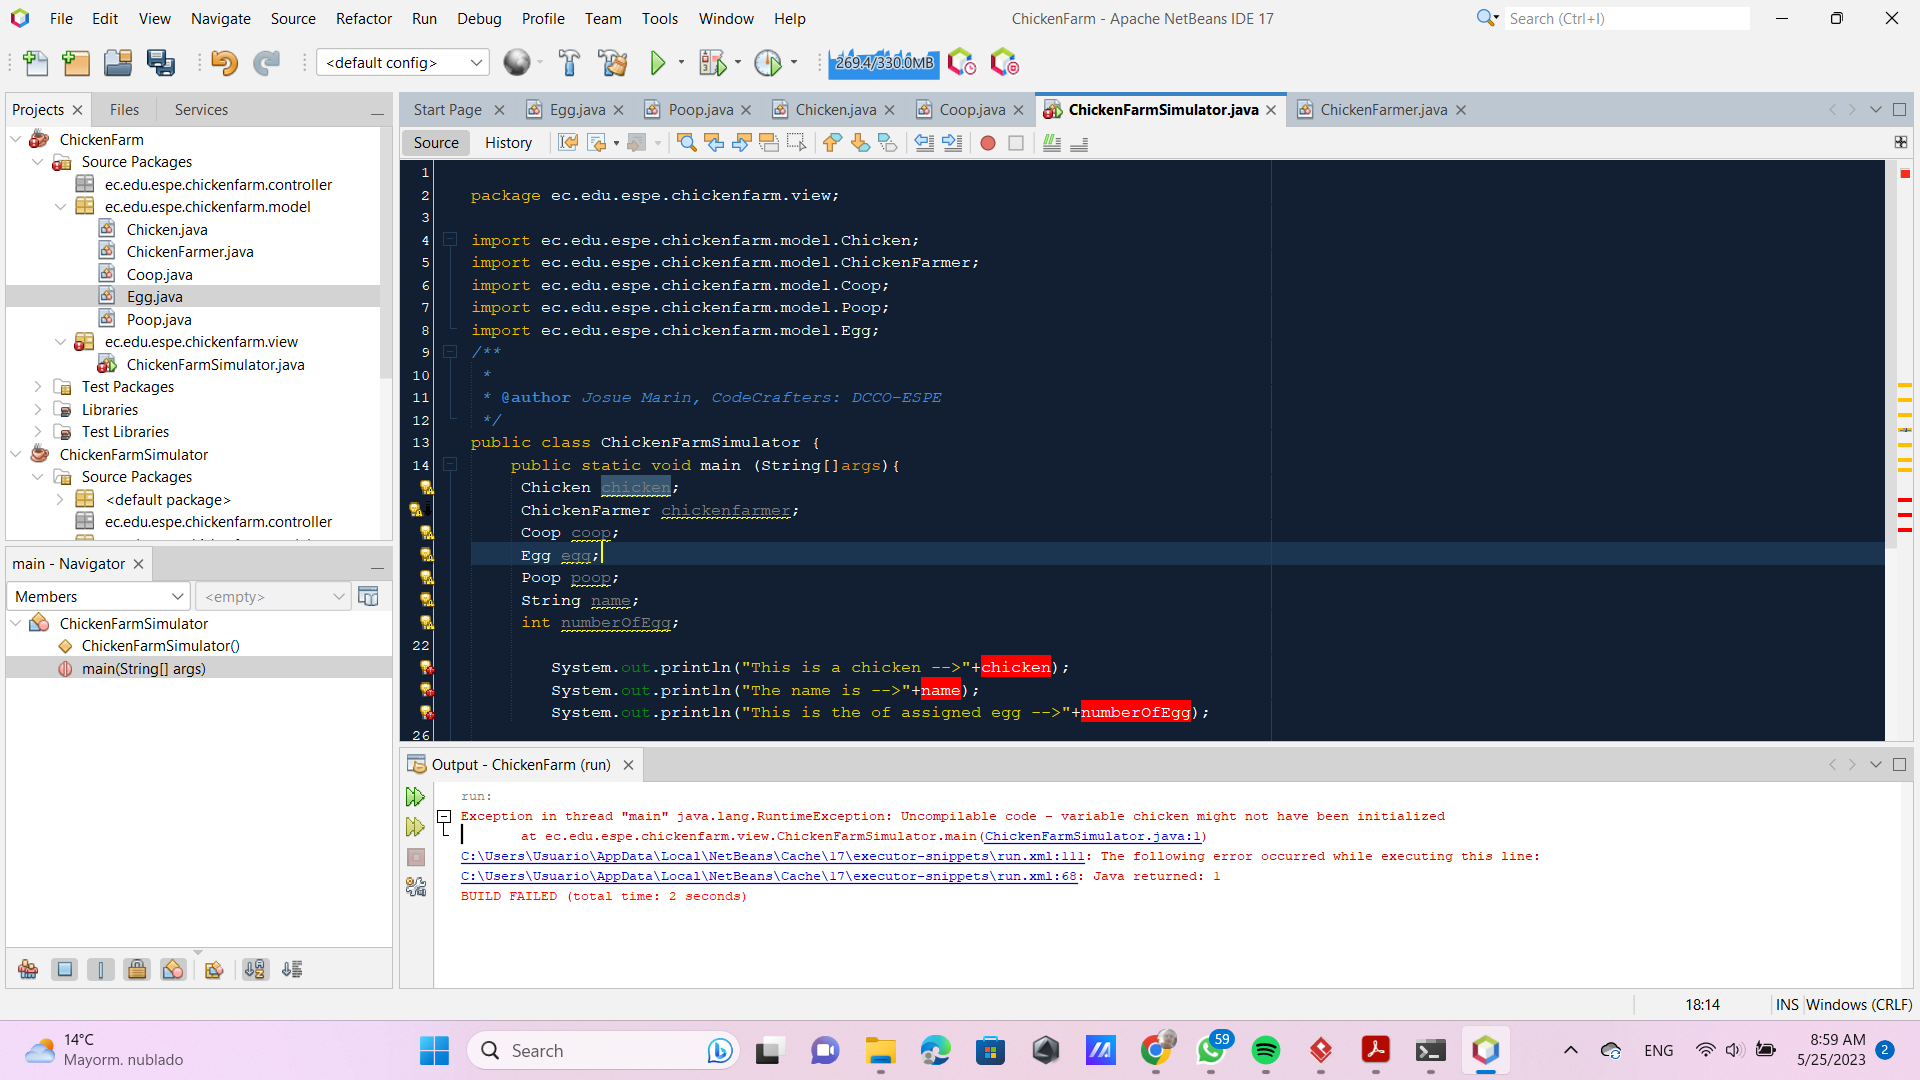 File Edit View Navigate Source Refactor Run Debug Profile Team Tools Window Help
ChickenFarm - Apache NetBeans IDE 17
Search (Ctrl+I)
<default config>
269.4/330.0MB
Projects
Files
Services
ChickenFarm
Source Packages
ec.edu.espe.chickenfarm.controller
ec.edu.espe.chickenfarm.model
Chicken.java
ChickenFarmer.java
Coop.java
Egg.java
Poop.java
ec.edu.espe.chickenfarm.view
ChickenFarmSimulator.java
Test Packages
Libraries
Test Libraries
ChickenFarmSimulator
Source Packages
<default package>
ec.edu.espe.chickenfarm.controller
main - Navigator
Members
<empty>
ChickenFarmSimulator
ChickenFarmSimulator()
main(String[] args)
Start Page
Egg.java
Poop.java
Chicken.java
Coop.java
ChickenFarmSimulator.java
ChickenFarmer.java
Source
History
1
2 package ec.edu.espe.chickenfarm.view;
3
4 import ec.edu.espe.chickenfarm.model.Chicken;
5 import ec.edu.espe.chickenfarm.model.ChickenFarmer;
6 import ec.edu.espe.chickenfarm.model.Coop;
7 import ec.edu.espe.chickenfarm.model.Poop;
8 import ec.edu.espe.chickenfarm.model.Egg;
9 /**
10 *
11 * @author Josue Marin, CodeCrafters: DCCO-ESPE
12 */
13 public class ChickenFarmSimulator {
14 public static void main (String[]args){
Chicken chicken;
ChickenFarmer chickenfarmer;
Coop coop;
Egg egg;
Poop poop;
String name;
int numberOfEgg;
22
System.out.println("This is a chicken -->"+chicken);
System.out.println("The name is -->"+name);
System.out.println("This is the of assigned egg -->"+numberOfEgg);
26
Output - ChickenFarm (run)
run:
Exception in thread "main" java.lang.RuntimeException: Uncompilable code - variable chicken might not have been initialized
at ec.edu.espe.chickenfarm.view.ChickenFarmSimulator.main(ChickenFarmSimulator.java:1)
C:\Users\Usuario\AppData\Local\NetBeans\Cache\17\executor-snippets\run.xml:111: The following error occurred while executing this line:
C:\Users\Usuario\AppData\Local\NetBeans\Cache\17\executor-snippets\run.xml:68: Java returned: 1
BUILD FAILED (total time: 2 seconds)
18:14
INS
Windows (CRLF)
14°C
Mayorm. nublado
Search
59
ENG
8:59 AM
5/25/2023
2